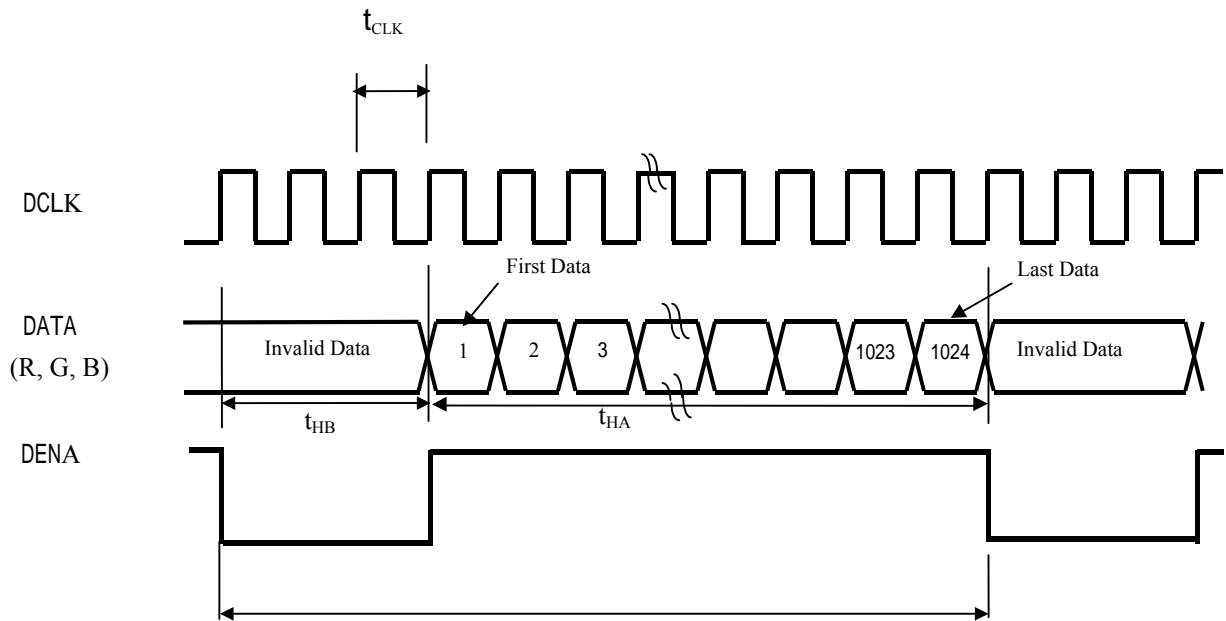 tCLK
DCLK
First Data
Last Data
DATA
(R, G, B)
Invalid Data
1
2
3
1023
1024
Invalid Data
tHB
tHA
DENA